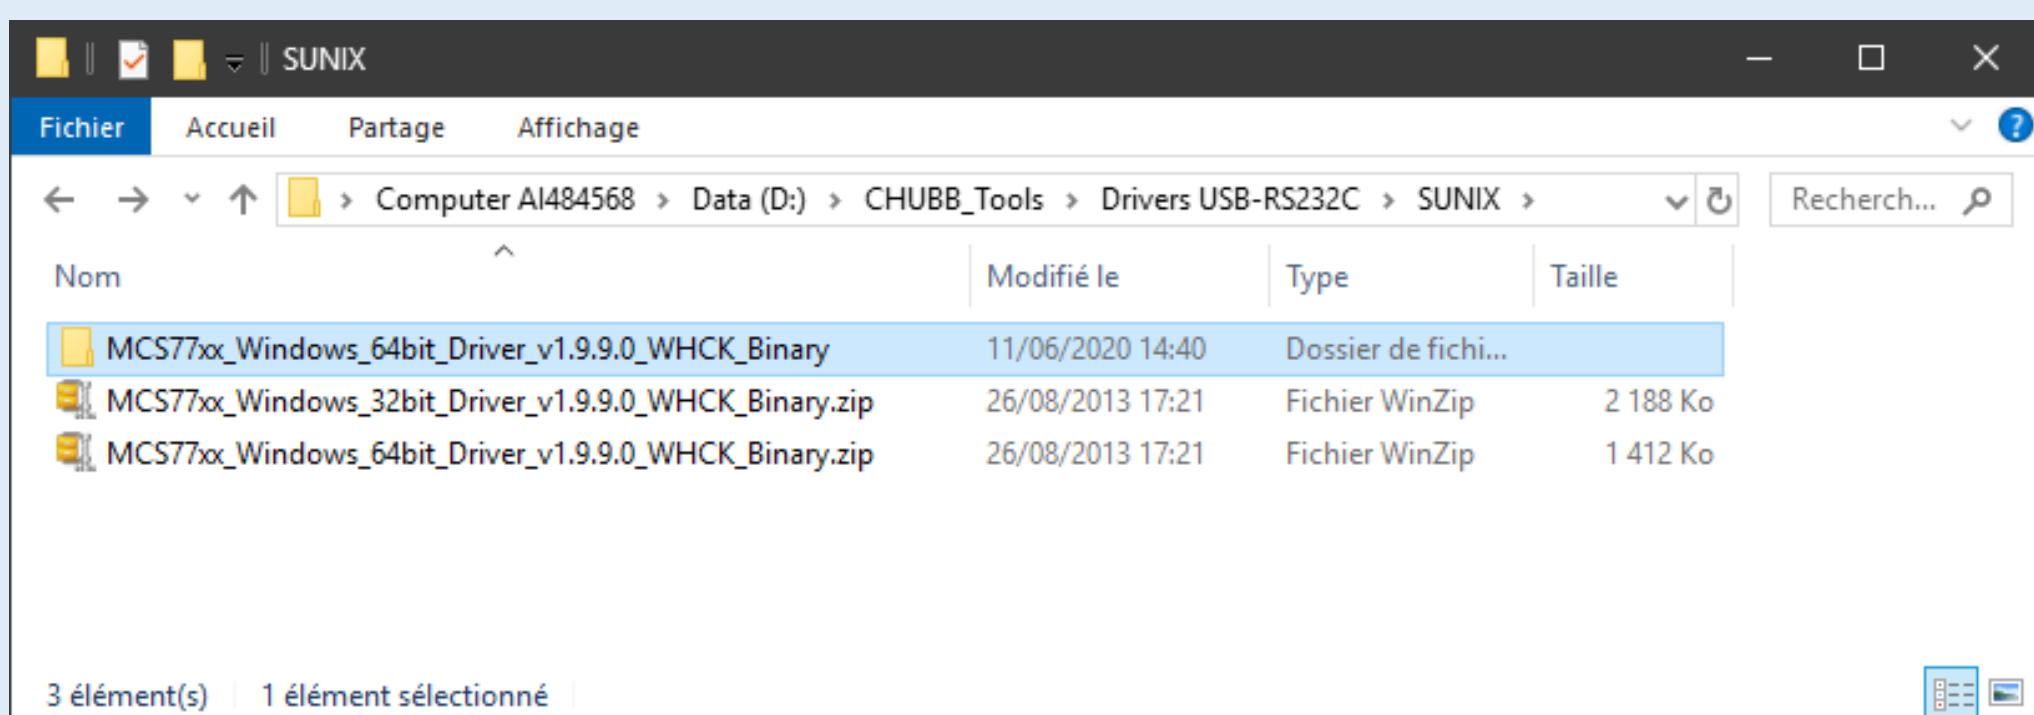 SUNIX
Fichier Accueil Partage Affichage
Computer AI484568 Data (D:) CHUBB_Tools Drivers USB-RS232C SUNIX Recherch...
Nom Modifié le Type Taille
MCS77xx_Windows_64bit_Driver_v1.9.9.0_WHCK_Binary 11/06/2020 14:40 Dossier de fichi...
MCS77xx_Windows_32bit_Driver_v1.9.9.0_WHCK_Binary.zip 26/08/2013 17:21 Fichier WinZip 2 188 Ko
MCS77xx_Windows_64bit_Driver_v1.9.9.0_WHCK_Binary.zip 26/08/2013 17:21 Fichier WinZip 1 412 Ko
3 élément(s) 1 élément sélectionné